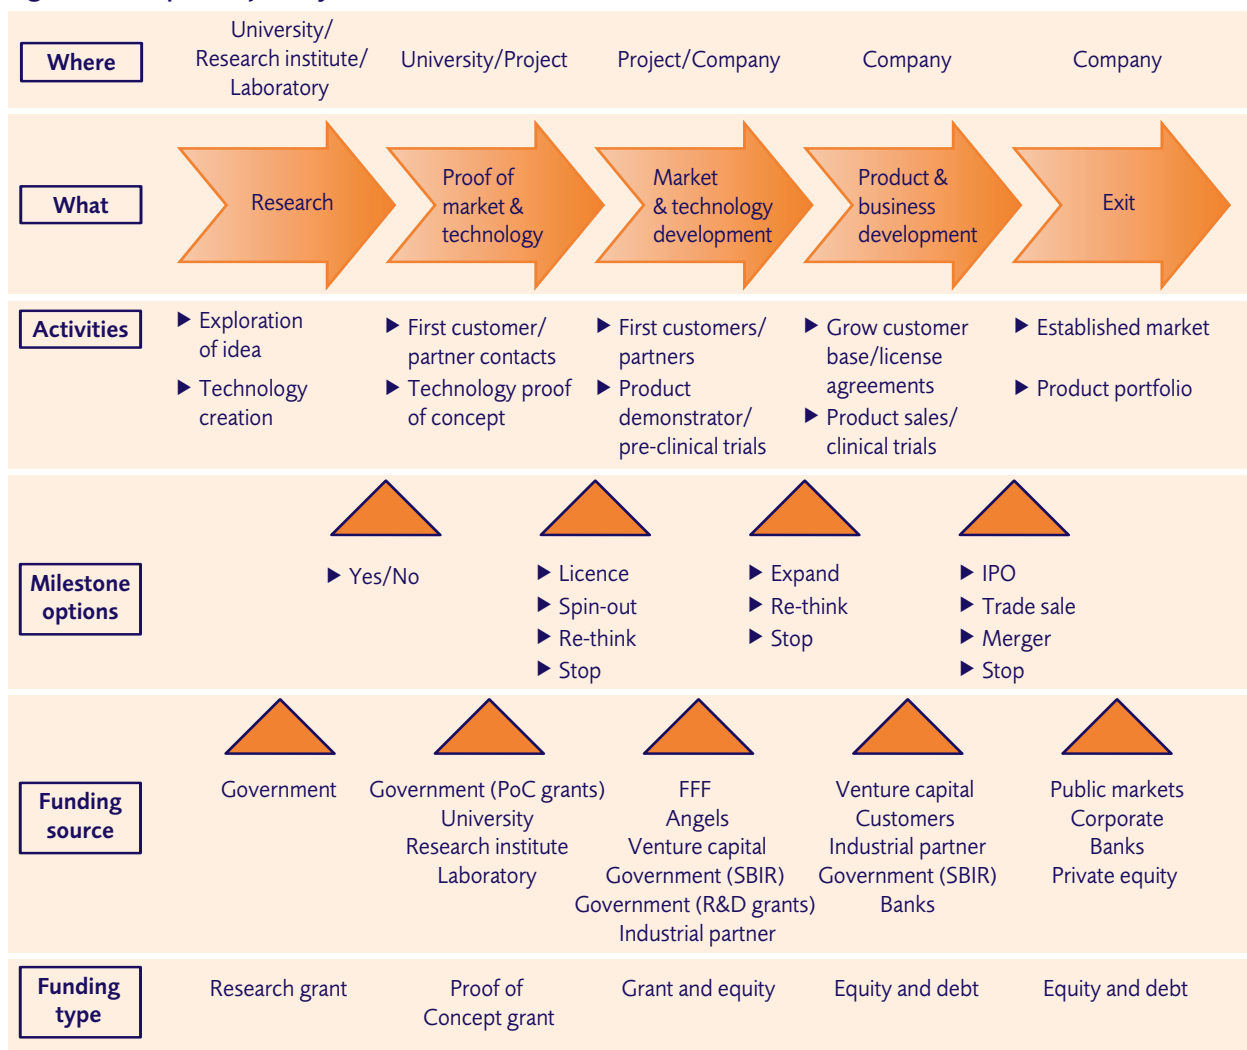 Where
University/
Research institute/
Laboratory
University/Project
Project/Company
Company
Company
What
Research
Proof of
market &
technology
Market
& technology
development
Product &
business
development
Exit
Activities
▶ Exploration
of idea
▶ Technology
creation
▶ First customer/
partner contacts
▶ Technology proof
of concept
▶ First customers/
partners
▶ Product
demonstrator/
pre-clinical trials
▶ Grow customer
base/license
agreements
▶ Product sales/
clinical trials
▶ Established market
▶ Product portfolio
Milestone
options
▶ Yes/No
▶ Licence
▶ Spin-out
▶ Re-think
▶ Stop
▶ Expand
▶ Re-think
▶ Stop
▶ IPO
▶ Trade sale
▶ Merger
▶ Stop
Funding
source
Government
Government (PoC grants)
University
Research institute
Laboratory
FFF
Angels
Venture capital
Government (SBIR)
Government (R&D grants)
Industrial partner
Venture capital
Customers
Industrial partner
Government (SBIR)
Banks
Public markets
Corporate
Banks
Private equity
Funding
type
Research grant
Proof of
Concept grant
Grant and equity
Equity and debt
Equity and debt